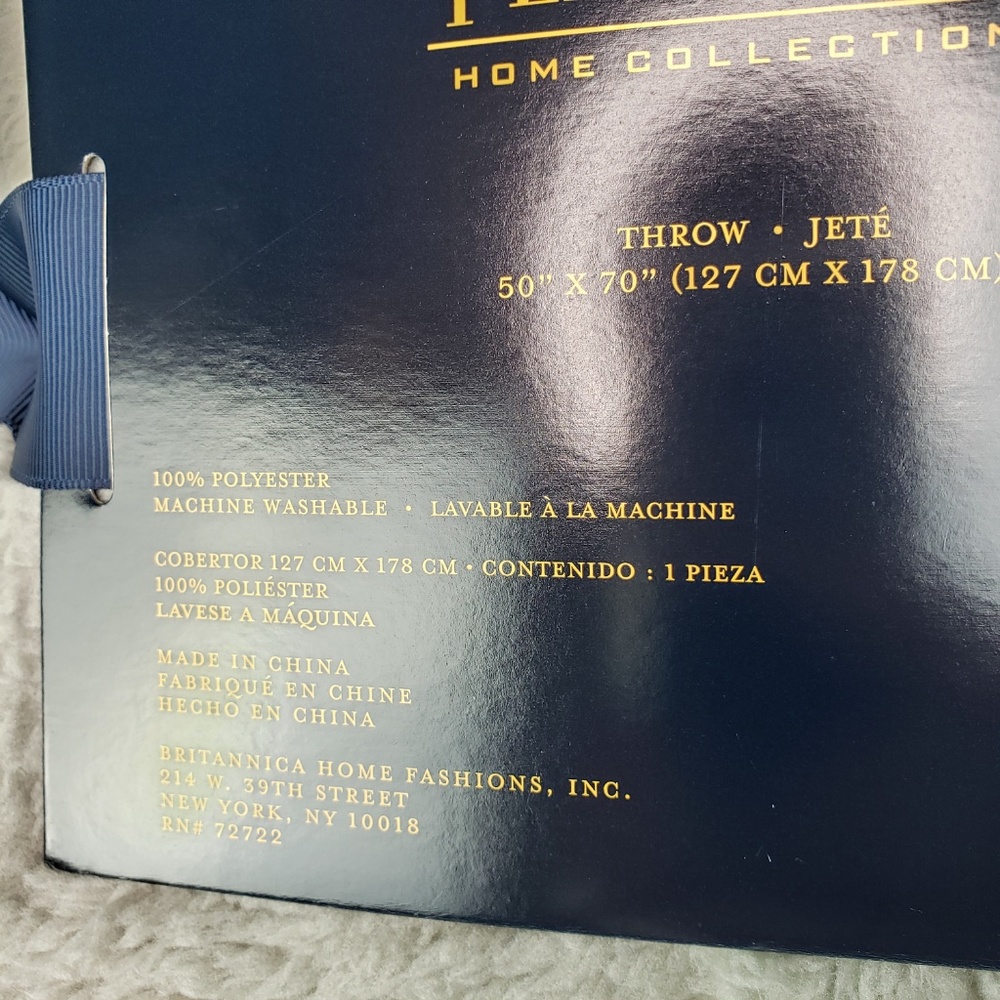 HOME COLLECTION
THROW • JETÉ
50” X 70” (127 CM X 178 CM)
100% POLYESTER
MACHINE WASHABLE • LAVABLE À LA MACHINE
COBERTOR 127 CM X 178 CM • CONTENIDO : 1 PIEZA
100% POLIÉSTER
LAVESE A MÁQUINA
MADE IN CHINA
FABRIQUÉ EN CHINE
HECHO EN CHINA
BRITANNICA HOME FASHIONS, INC.
214 W. 39TH STREET
NEW YORK, NY 10018
RN# 72722